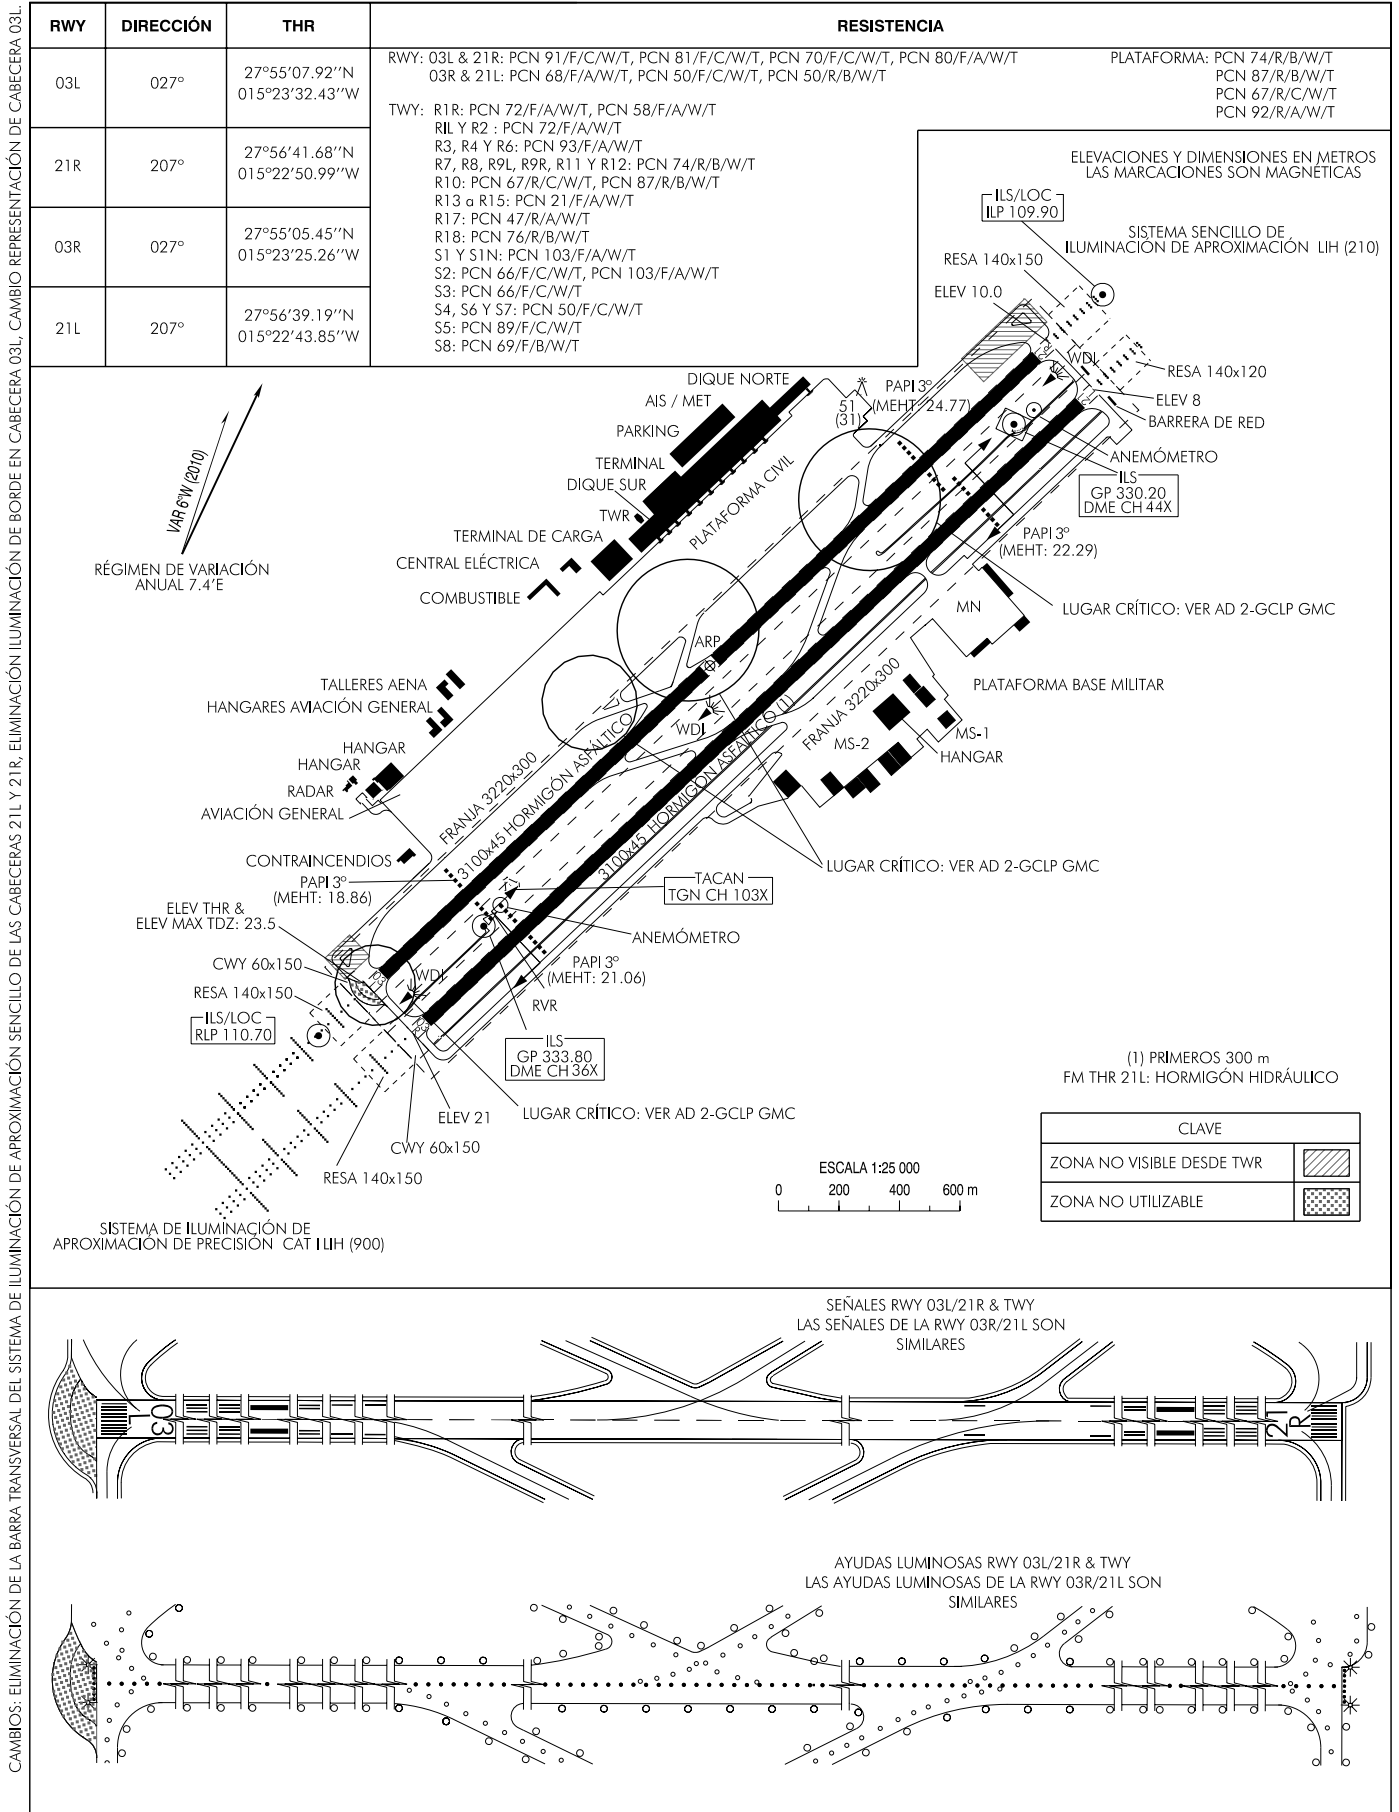 CAMBIOS: ELIMINACIÓN DE LA BARRA TRANSVERSAL DEL SISTEMA DE ILUMINACIÓN DE APROXIMACIÓN SENCILLO DE LAS CABECERAS 21L Y 21R, ELIMINACIÓN ILUMINACIÓN DE BORDE EN CABECERA 03L, CAMBIO REPRESENTACIÓN DE CABECERA 03L.
RWY DIRECCIÓN THR RESISTENCIA
03L 027° 27°55'07.92''N
015°23'32.43''W
21R 207° 27°56'41.68''N
015°22'50.99''W
03R 027° 27°55'05.45''N
015°23'25.26''W
21L 207° 27°56'39.19''N
015°22'43.85''W
RWY: 03L & 21R: PCN 91/F/C/W/T, PCN 81/F/C/W/T, PCN 70/F/C/W/T, PCN 80/F/A/W/T
03R & 21L: PCN 68/F/A/W/T, PCN 50/F/C/W/T, PCN 50/R/B/W/T
TWY: R1R: PCN 72/F/A/W/T, PCN 58/F/A/W/T
RIL Y R2 : PCN 72/F/A/W/T
R3, R4 Y R6: PCN 93/F/A/W/T
R7, R8, R9L, R9R, R11 Y R12: PCN 74/R/B/W/T
R10: PCN 67/R/C/W/T, PCN 87/R/B/W/T
R13 a R15: PCN 21/F/A/W/T
R17: PCN 47/R/A/W/T
R18: PCN 76/R/B/W/T
S1 Y S1N: PCN 103/F/A/W/T
S2: PCN 66/F/C/W/T, PCN 103/F/A/W/T
S3: PCN 66/F/C/W/T
S4, S6 Y S7: PCN 50/F/C/W/T
S5: PCN 89/F/C/W/T
S8: PCN 69/F/B/W/T
PLATAFORMA: PCN 74/R/B/W/T
PCN 87/R/B/W/T
PCN 67/R/C/W/T
PCN 92/R/A/W/T
ELEVACIONES Y DIMENSIONES EN METROS
LAS MARCACIONES SON MAGNÉTICAS
ILS/LOC
ILP 109.90
SISTEMA SENCILLO DE
ILUMINACIÓN DE APROXIMACIÓN LIH (210)
RESA 140x150
ELEV 10.0
WDI
RESA 140x120
ELEV 8
BARRERA DE RED
ANEMÓMETRO
ILS
GP 330.20
DME CH 44X
PAPI 3°
(MEHT: 24.77)
51
(31)
PAPI 3°
(MEHT: 22.29)
LUGAR CRÍTICO: VER AD 2-GCLP GMC
VAR 6°W (2010)
RÉGIMEN DE VARIACIÓN
ANUAL 7.4'E
DIQUE NORTE
AIS / MET
PARKING
TERMINAL
DIQUE SUR
TWR
TERMINAL DE CARGA
CENTRAL ELÉCTRICA
COMBUSTIBLE
PLATAFORMA CIVIL
ARP
MN
PLATAFORMA BASE MILITAR
MS-1
MS-2
HANGAR
FRANJA 3220x300
TALLERES AENA
HANGARES AVIACIÓN GENERAL
HANGAR
HANGAR
RADAR
AVIACIÓN GENERAL
WDI
FRANJA 3220x300
3100x45 HORMIGÓN ASFÁLTICO
3100x45 HORMIGÓN ASFÁLTICO (1)
CONTRAINCENDIOS
PAPI 3°
(MEHT: 18.86)
LUGAR CRÍTICO: VER AD 2-GCLP GMC
TACAN
TGN CH 103X
ANEMÓMETRO
PAPI 3°
(MEHT: 21.06)
RVR
ELEV THR &
ELEV MAX TDZ: 23.5
CWY 60x150
RESA 140x150
ILS/LOC
RLP 110.70
WDI
ILS
GP 333.80
DME CH 36X
ELEV 21
LUGAR CRÍTICO: VER AD 2-GCLP GMC
CWY 60x150
RESA 140x150
SISTEMA DE ILUMINACIÓN DE
APROXIMACIÓN DE PRECISIÓN CAT I LIH (900)
ESCALA 1:25 000
0 200 400 600 m
(1) PRIMEROS 300 m
FM THR 21L: HORMIGÓN HIDRÁULICO
CLAVE
ZONA NO VISIBLE DESDE TWR
ZONA NO UTILIZABLE
SEÑALES RWY 03L/21R & TWY
LAS SEÑALES DE LA RWY 03R/21L SON
SIMILARES
03
L
21
R
AYUDAS LUMINOSAS RWY 03L/21R & TWY
LAS AYUDAS LUMINOSAS DE LA RWY 03R/21L SON
SIMILARES